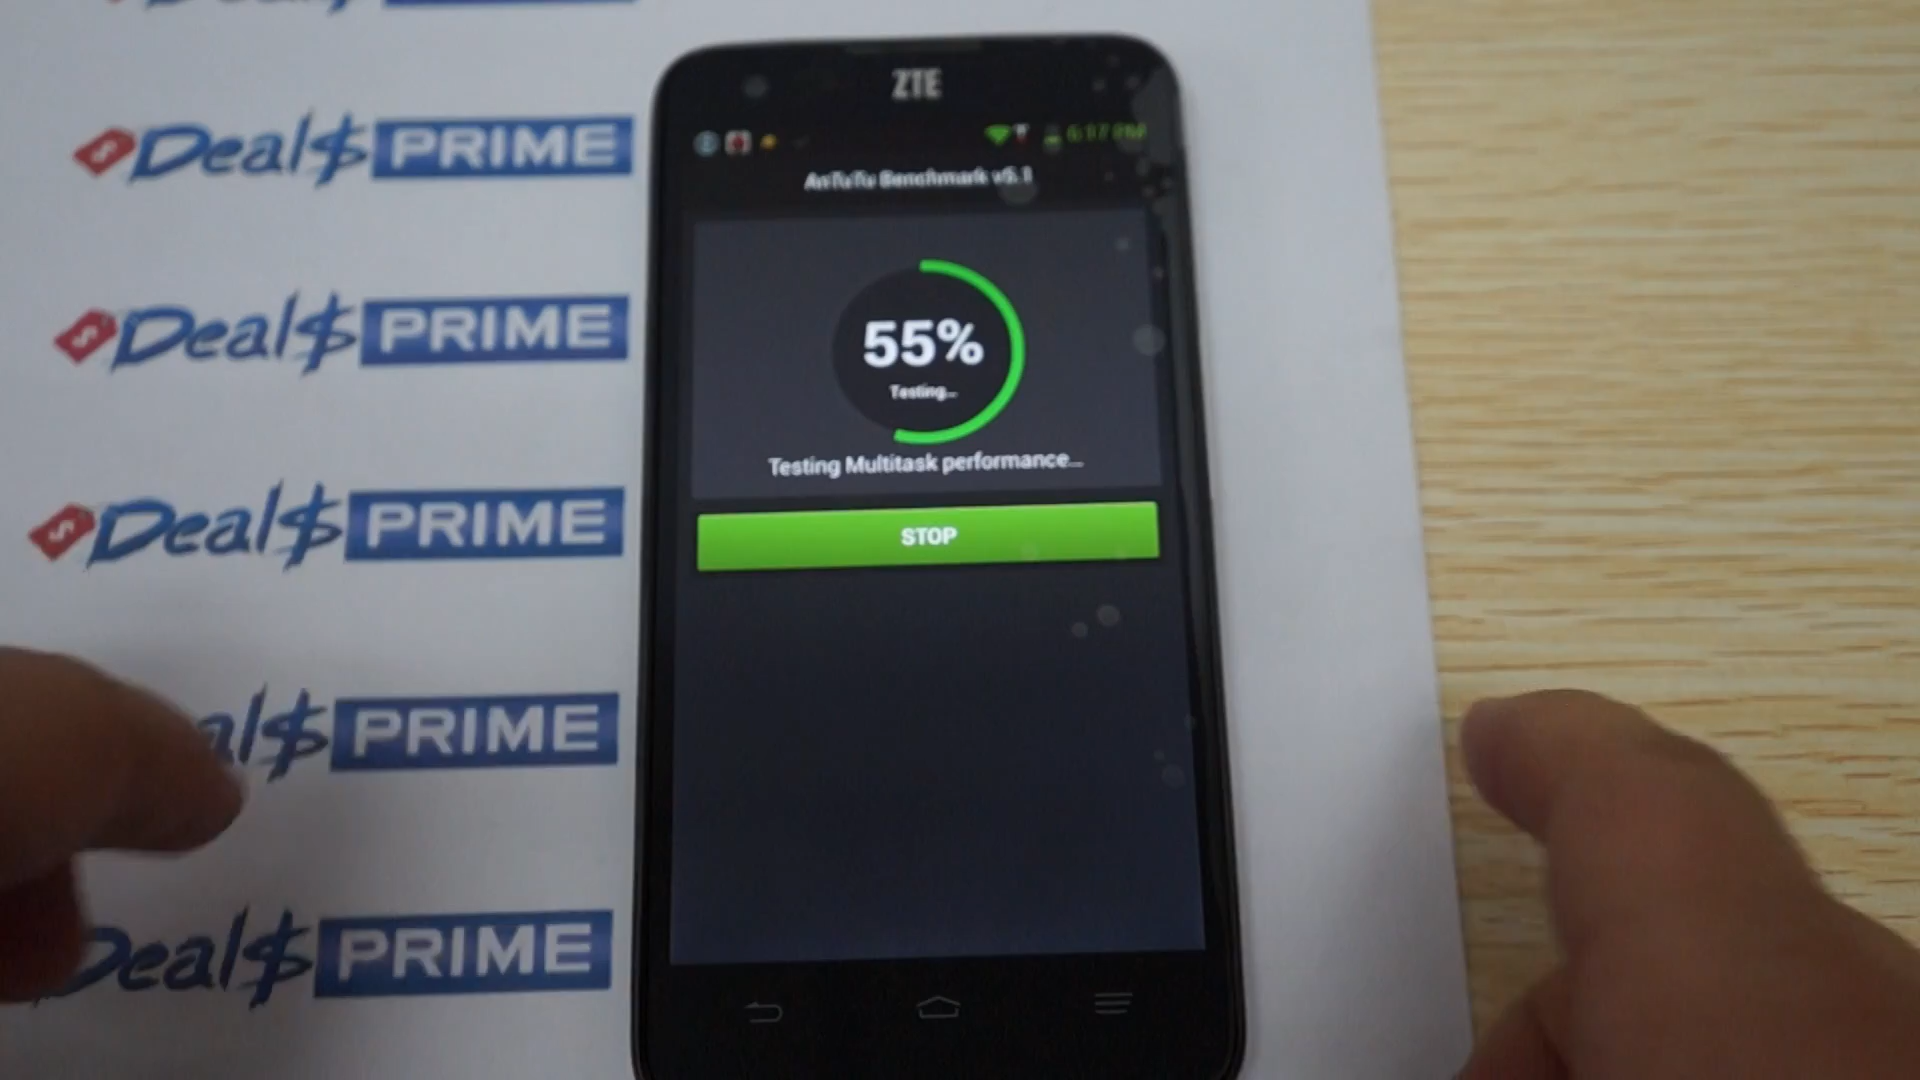 Deal$ PRIME
Deal$ PRIME
Deal$ PRIME
al$ PRIME
Deal$ PRIME
ZTE
AnTuTu Benchmark v5.1
55%
Testing...
Testing Multitask performance...
STOP